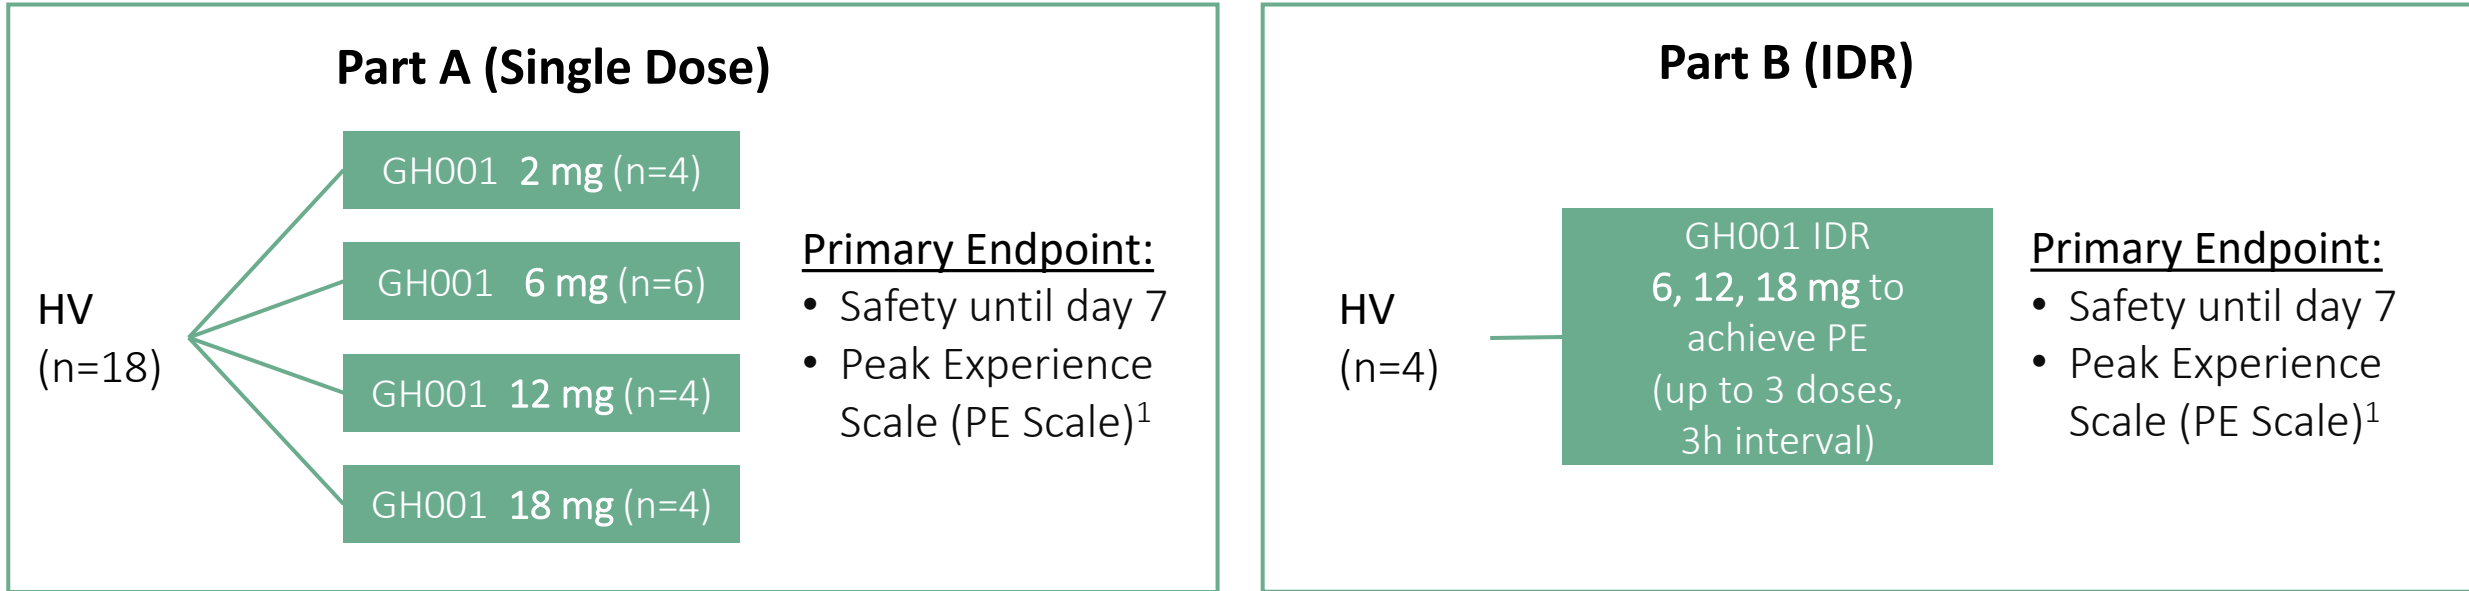 Part A (Single Dose)
HV
(n=18)
GH001 2 mg (n=4)
GH001 6 mg (n=6)
GH001 12 mg (n=4)
GH001 18 mg (n=4)
Primary Endpoint:
• Safety until day 7
• Peak Experience
Scale (PE Scale)¹
Part B (IDR)
HV
(n=4)
GH001 IDR
6, 12, 18 mg to
achieve PE
(up to 3 doses,
3h interval)
Primary Endpoint:
• Safety until day 7
• Peak Experience
Scale (PE Scale)¹